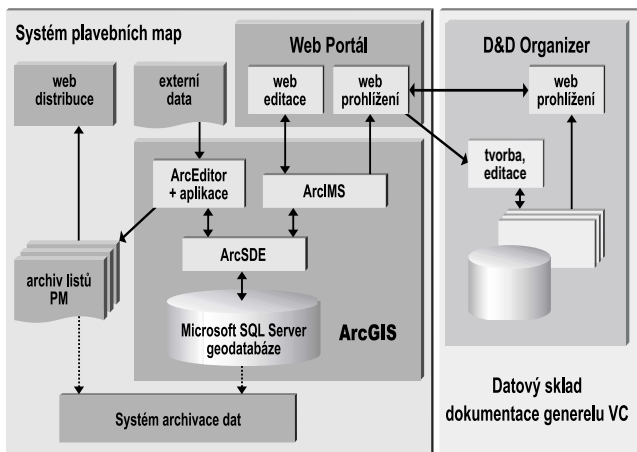 Systém plavebních map
Web Portál
D&D Organizer
web
distribuce
externí
data
web
editace
web
prohlížení
web
prohlížení
tvorba,
editace
ArcEditor
+ aplikace
ArcIMS
ArcSDE
archiv listů
PM
Microsoft SQL Server
geodatabáze
ArcGIS
Systém archivace dat
Datový sklad
dokumentace generelu VC